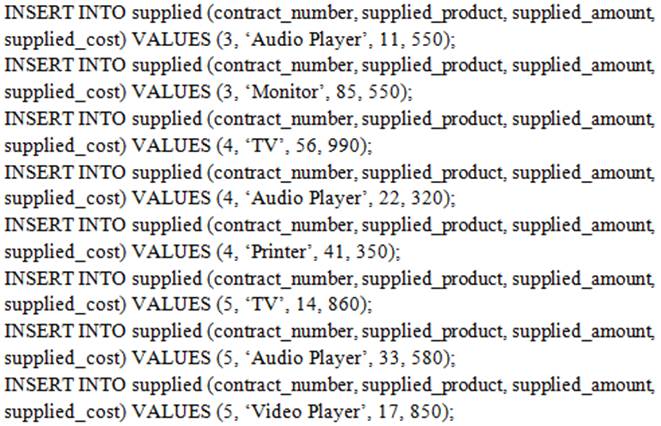 INSERT INTO supplied (contract_number, supplied_product, supplied_amount,
supplied_cost) VALUES (3, ‘Audio Player’, 11, 550);
INSERT INTO supplied (contract_number, supplied_product, supplied_amount,
supplied_cost) VALUES (3, ‘Monitor’, 85, 550);
INSERT INTO supplied (contract_number, supplied_product, supplied_amount,
supplied_cost) VALUES (4, ‘TV’, 56, 990);
INSERT INTO supplied (contract_number, supplied_product, supplied_amount,
supplied_cost) VALUES (4, ‘Audio Player’, 22, 320);
INSERT INTO supplied (contract_number, supplied_product, supplied_amount,
supplied_cost) VALUES (4, ‘Printer’, 41, 350);
INSERT INTO supplied (contract_number, supplied_product, supplied_amount,
supplied_cost) VALUES (5, ‘TV’, 14, 860);
INSERT INTO supplied (contract_number, supplied_product, supplied_amount,
supplied_cost) VALUES (5, ‘Audio Player’, 33, 580);
INSERT INTO supplied (contract_number, supplied_product, supplied_amount,
supplied_cost) VALUES (5, ‘Video Player’, 17, 850);